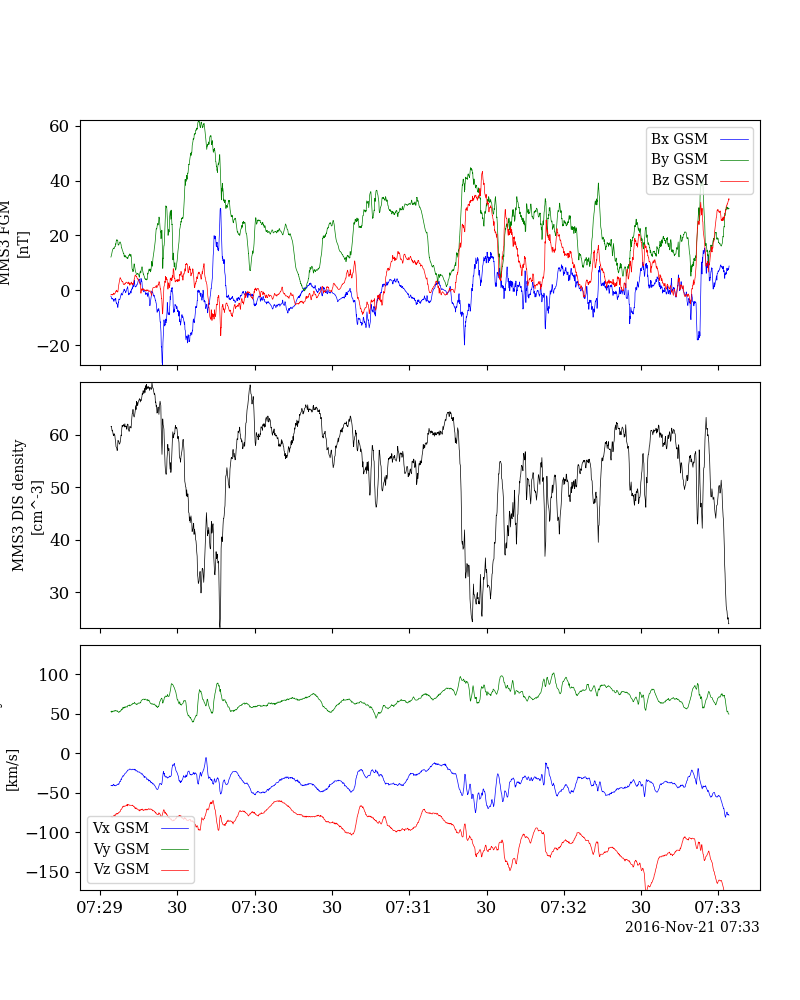 MMS3 FGM
[nT]
60
40
20
0
−20
Bx GSM
By GSM
Bz GSM
MMS3 DIS density
[cm^-3]
60
50
40
30
[km/s]
100
50
0
−50
−100
−150
Vx GSM
Vy GSM
Vz GSM
07:29 30 07:30 30 07:31 30 07:32 30 07:33
2016-Nov-21 07:33